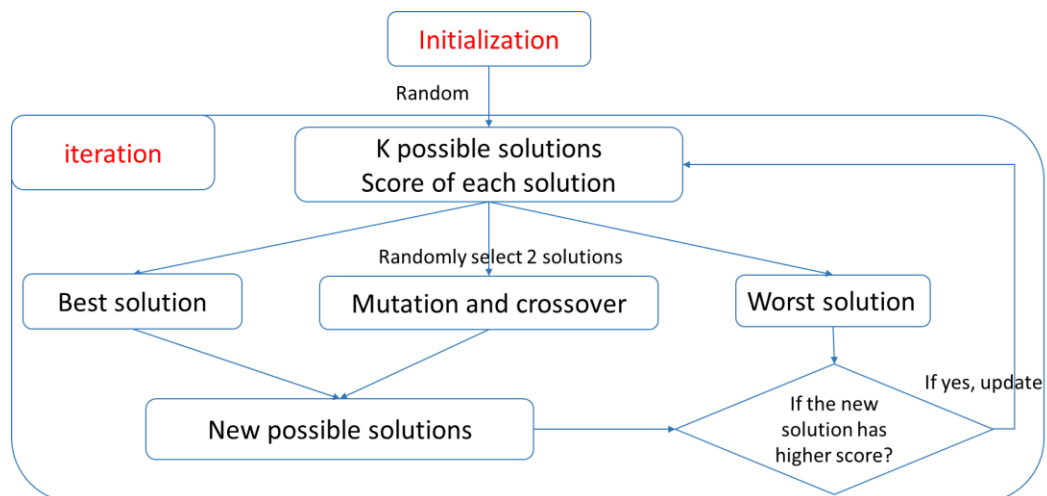 Initialization
Random
iteration
K possible solutions
Score of each solution
Randomly select 2 solutions
Best solution
Mutation and crossover
Worst solution
If yes, update
New possible solutions
If the new
solution has
higher score?